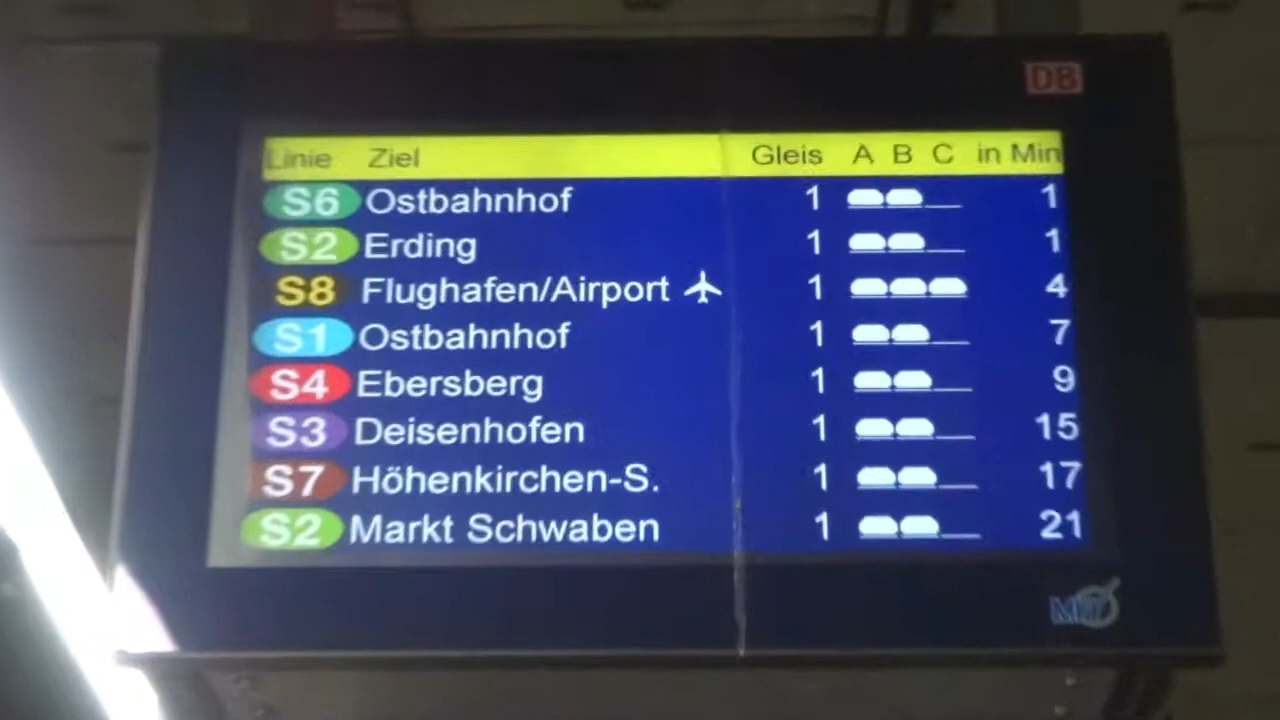 DB
Linie Ziel Gleis A B C in Min
S6 Ostbahnhof 1 1
S2 Erding 1 1
S8 Flughafen/Airport 1 4
S1 Ostbahnhof 1 7
S4 Ebersberg 1 9
S3 Deisenhofen 1 15
S7 Höhenkirchen-S. 1 17
S2 Markt Schwaben 1 21